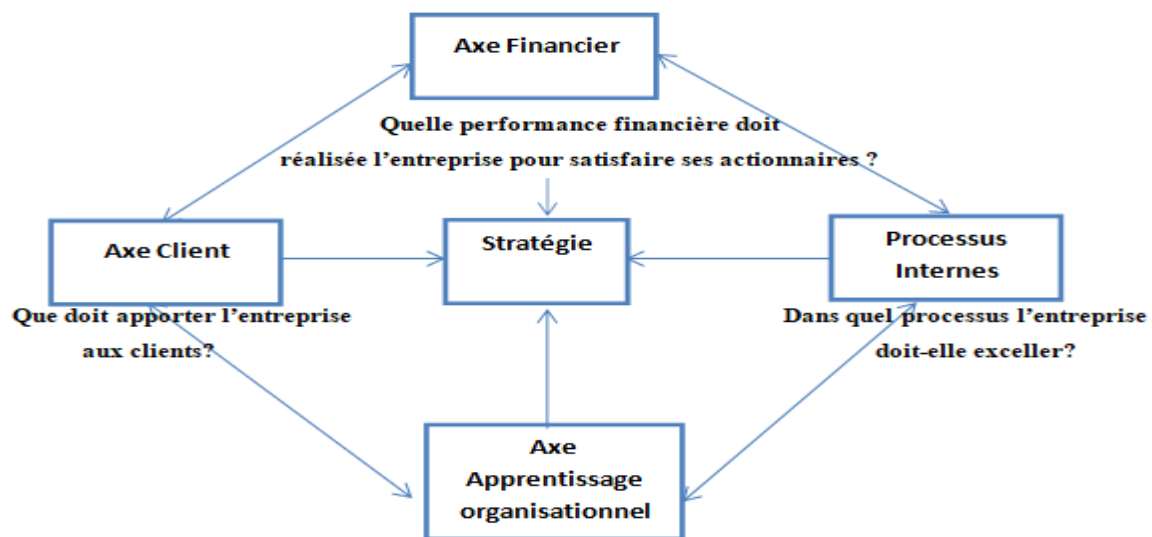 Axe Financier
Quelle performance financière doit
réalisée l’entreprise pour satisfaire ses actionnaires ?
Axe Client
Stratégie
Processus
Internes
Que doit apporter l’entreprise
aux clients?
Dans quel processus l’entreprise
doit-elle exceller?
Axe
Apprentissage
organisationnel